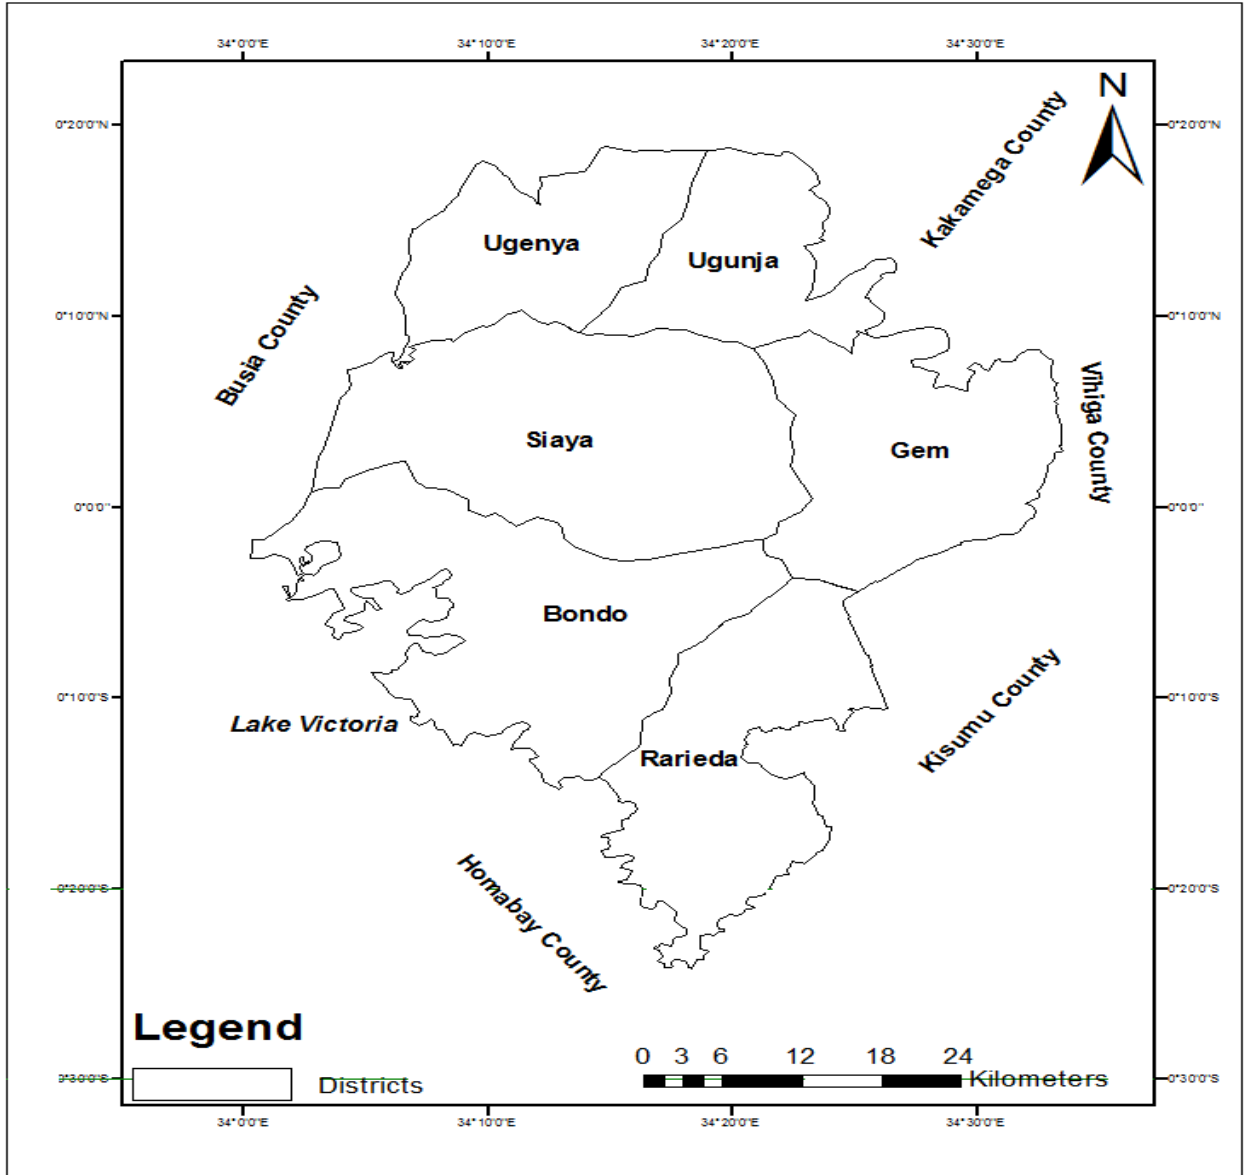 34°0'0"E 34°10'0"E 34°20'0"E 34°30'0"E
N
0°20'0"N 0°20'0"N
Kakamega County
Ugenya
Ugunja
0°10'0"N 0°10'0"N
Busia County
Vihiga County
Siaya
Gem
0°0'0" 0°0'0"
Bondo
0°10'0"S 0°10'0"S
Lake Victoria
Kisumu County
Rarieda
0°20'0"S 0°20'0"S
Homabay County
Legend
0 3 6 12 18 24
Kilometers
Districts
0°30'0"S 0°30'0"S
34°0'0"E 34°10'0"E 34°20'0"E 34°30'0"E